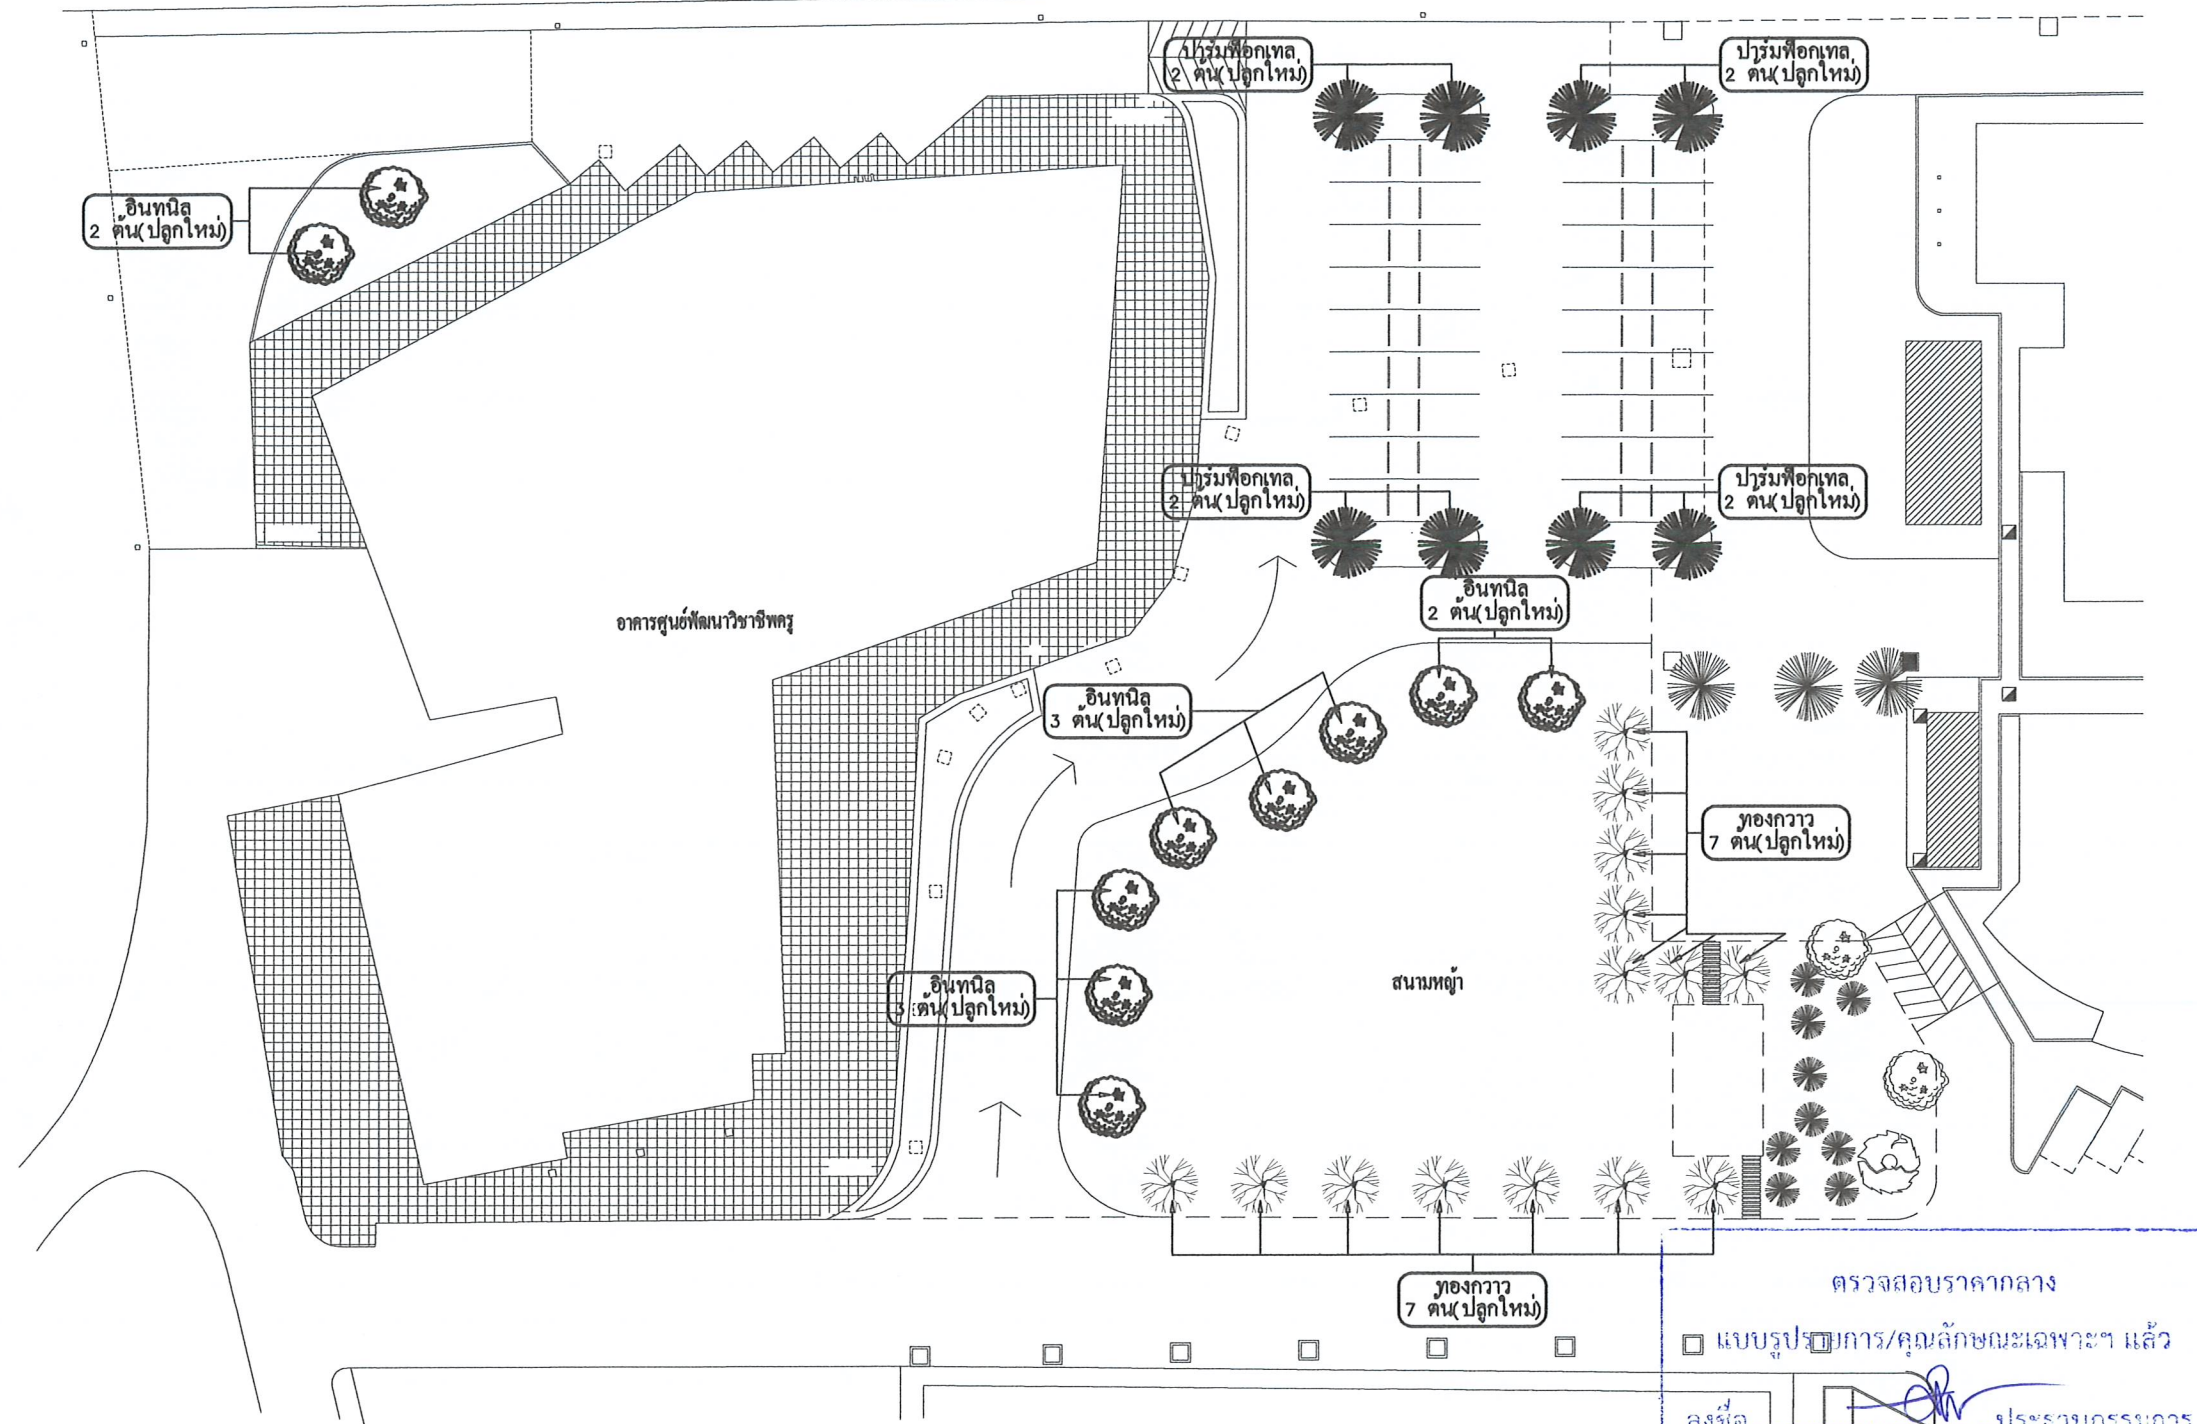 ปาร์มฟ็อกเทล
2 ต้น(ปลูกใหม่)
ปาร์มฟ็อกเทล
2 ต้น(ปลูกใหม่)
อินทนิล
2 ต้น(ปลูกใหม่)
ปาร์มฟ็อกเทล
2 ต้น(ปลูกใหม่)
ปาร์มฟ็อกเทล
2 ต้น(ปลูกใหม่)
อินทนิล
2 ต้น(ปลูกใหม่)
อาคารศูนย์พัฒนาวิชาชีพครู
อินทนิล
3 ต้น(ปลูกใหม่)
ทองกวาว
7 ต้น(ปลูกใหม่)
อินทนิล
3 ต้น(ปลูกใหม่)
สนามหญ้า
ทองกวาว
7 ต้น(ปลูกใหม่)
ตรวจสอบราคากลาง
แบบรูปรายการ/คุณลักษณะเฉพาะฯ แล้ว
ลงชื่อ ประธานกรรมการ